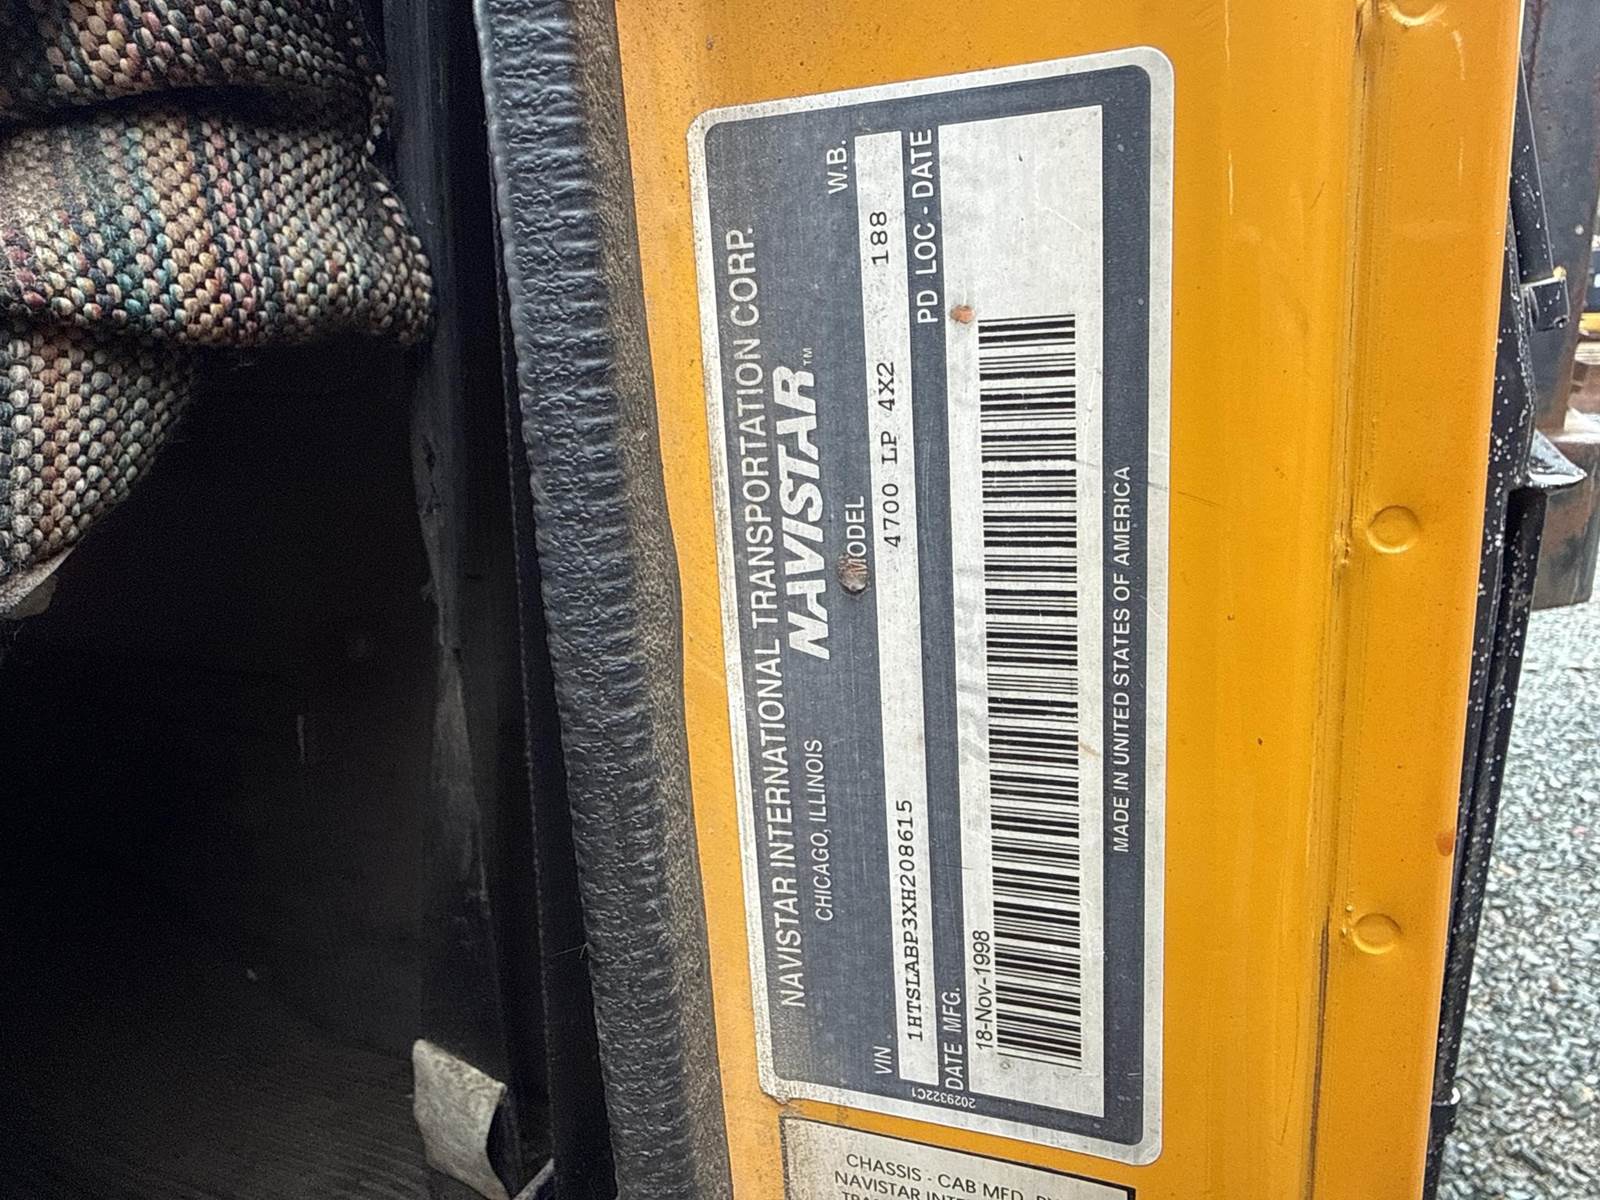 NAVISTAR INTERNATIONAL TRANSPORTATION CORP.
CHICAGO, ILLINOIS NAVISTAR™
VIN MODEL W.B.
1HTSLABP3XH208615 4700 LP 4X2 188
DATE MFG. PD LOC - DATE
18-Nov-1998
MADE IN UNITED STATES OF AMERICA
2029322C1
CHASSIS - CAB MFD.
NAVISTAR